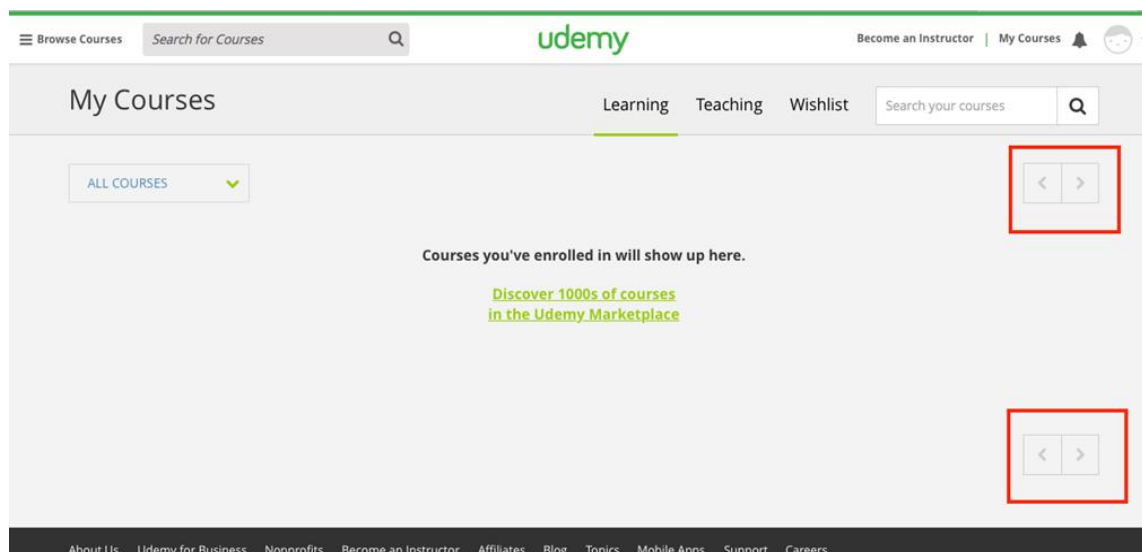 Browse Courses Search for Courses udemy Become an Instructor | My Courses
My Courses Learning Teaching Wishlist Search your courses
ALL COURSES
Courses you've enrolled in will show up here.
Discover 1000s of courses
in the Udemy Marketplace
About Us Udemy for Business Nonprofits Become an Instructor Affiliates Blog Topics Mobile Apps Support Careers